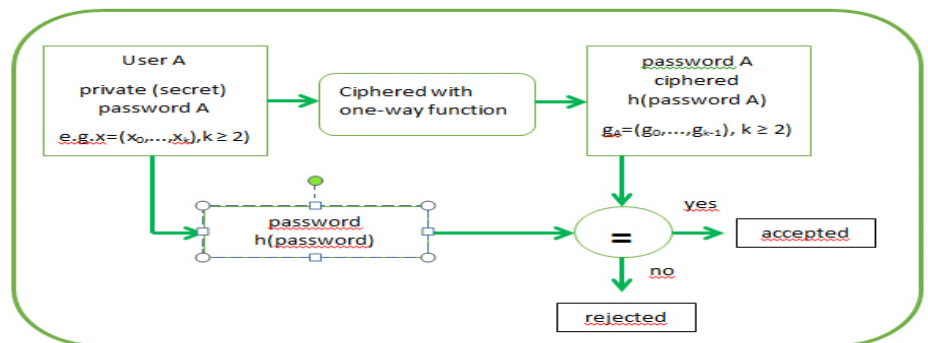 User A
private (secret)
password A
e.g.x=(x₀,...,xₖ),k ≥ 2)
Ciphered with
one-way function
password A
ciphered
h(password A)
g_A=(g₀,...,gₖ₋₁), k ≥ 2)
password
h(password)
=
yes
accepted
no
rejected